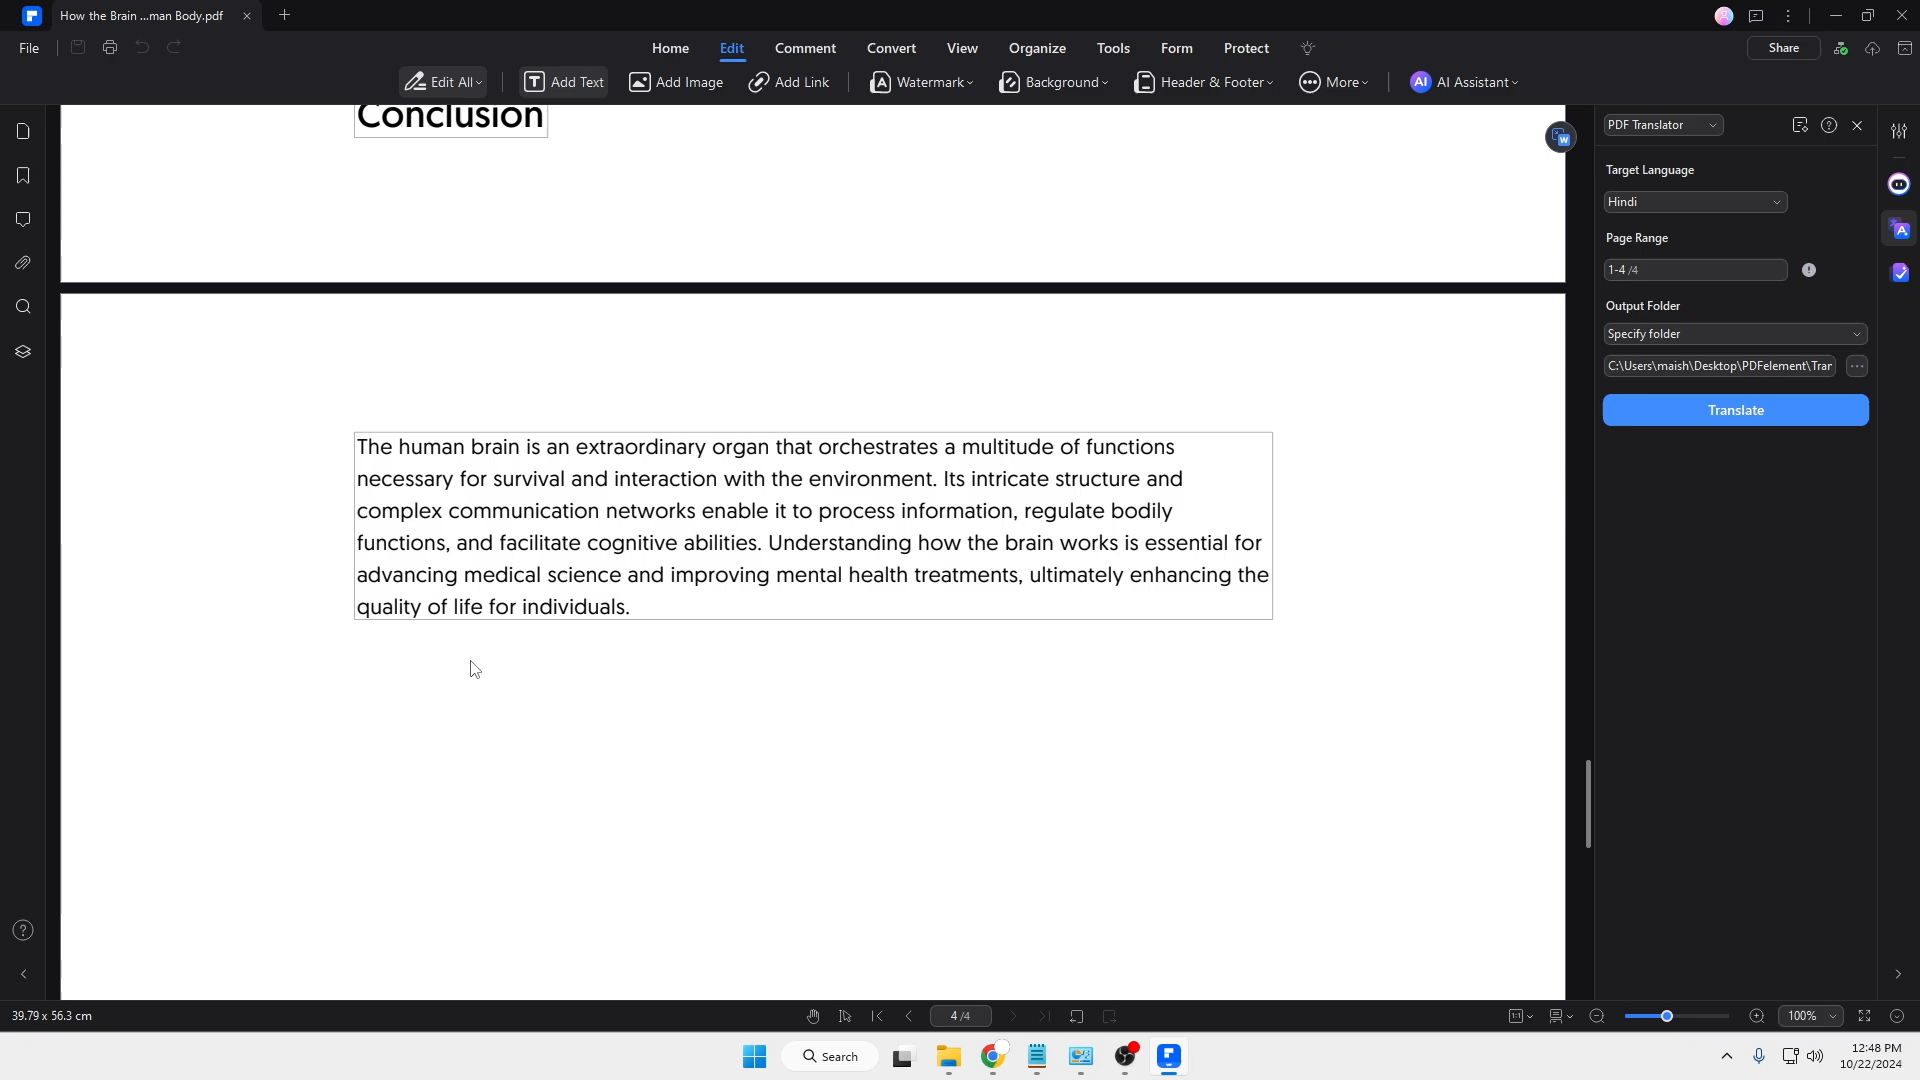 How the Brain ...man Body.pdf
File
Home
Edit
Comment
Convert
View
Organize
Tools
Form
Protect
Share
Edit All
Add Text
Add Image
Add Link
Watermark
Background
Header & Footer
More
AI AI Assistant
Conclusion
W
PDF Translator
Target Language
Hindi
Page Range
1-4 /4
Output Folder
Specify folder
C:\Users\maish\Desktop\PDFelement\Tran
Translate
The human brain is an extraordinary organ that orchestrates a multitude of functions
necessary for survival and interaction with the environment. Its intricate structure and
complex communication networks enable it to process information, regulate bodily
functions, and facilitate cognitive abilities. Understanding how the brain works is essential for
advancing medical science and improving mental health treatments, ultimately enhancing the
quality of life for individuals.
39.79 x 56.3 cm
4 /4
100%
Search
12:48 PM
10/22/2024